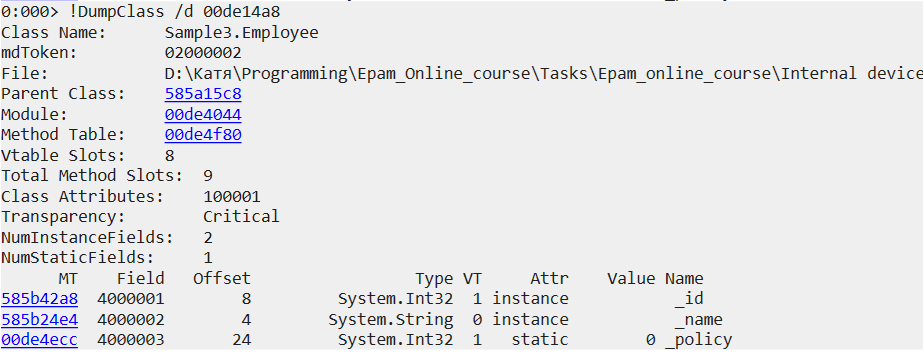 0:000> !DumpClass /d 00de14a8
Class Name: Sample3.Employee
mdToken: 02000002
File: D:\Катя\Programming\Epam_Online_course\Tasks\Epam_online_course\Internal device
Parent Class: 585a15c8
Module: 00de4044
Method Table: 00de4f80
Vtable Slots: 8
Total Method Slots: 9
Class Attributes: 100001
Transparency: Critical
NumInstanceFields: 2
NumStaticFields: 1
MT Field Offset Type VT Attr Value Name
585b42a8 4000001 8 System.Int32 1 instance _id
585b24e4 4000002 4 System.String 0 instance _name
00de4ecc 4000003 24 System.Int32 1 static 0 _policy